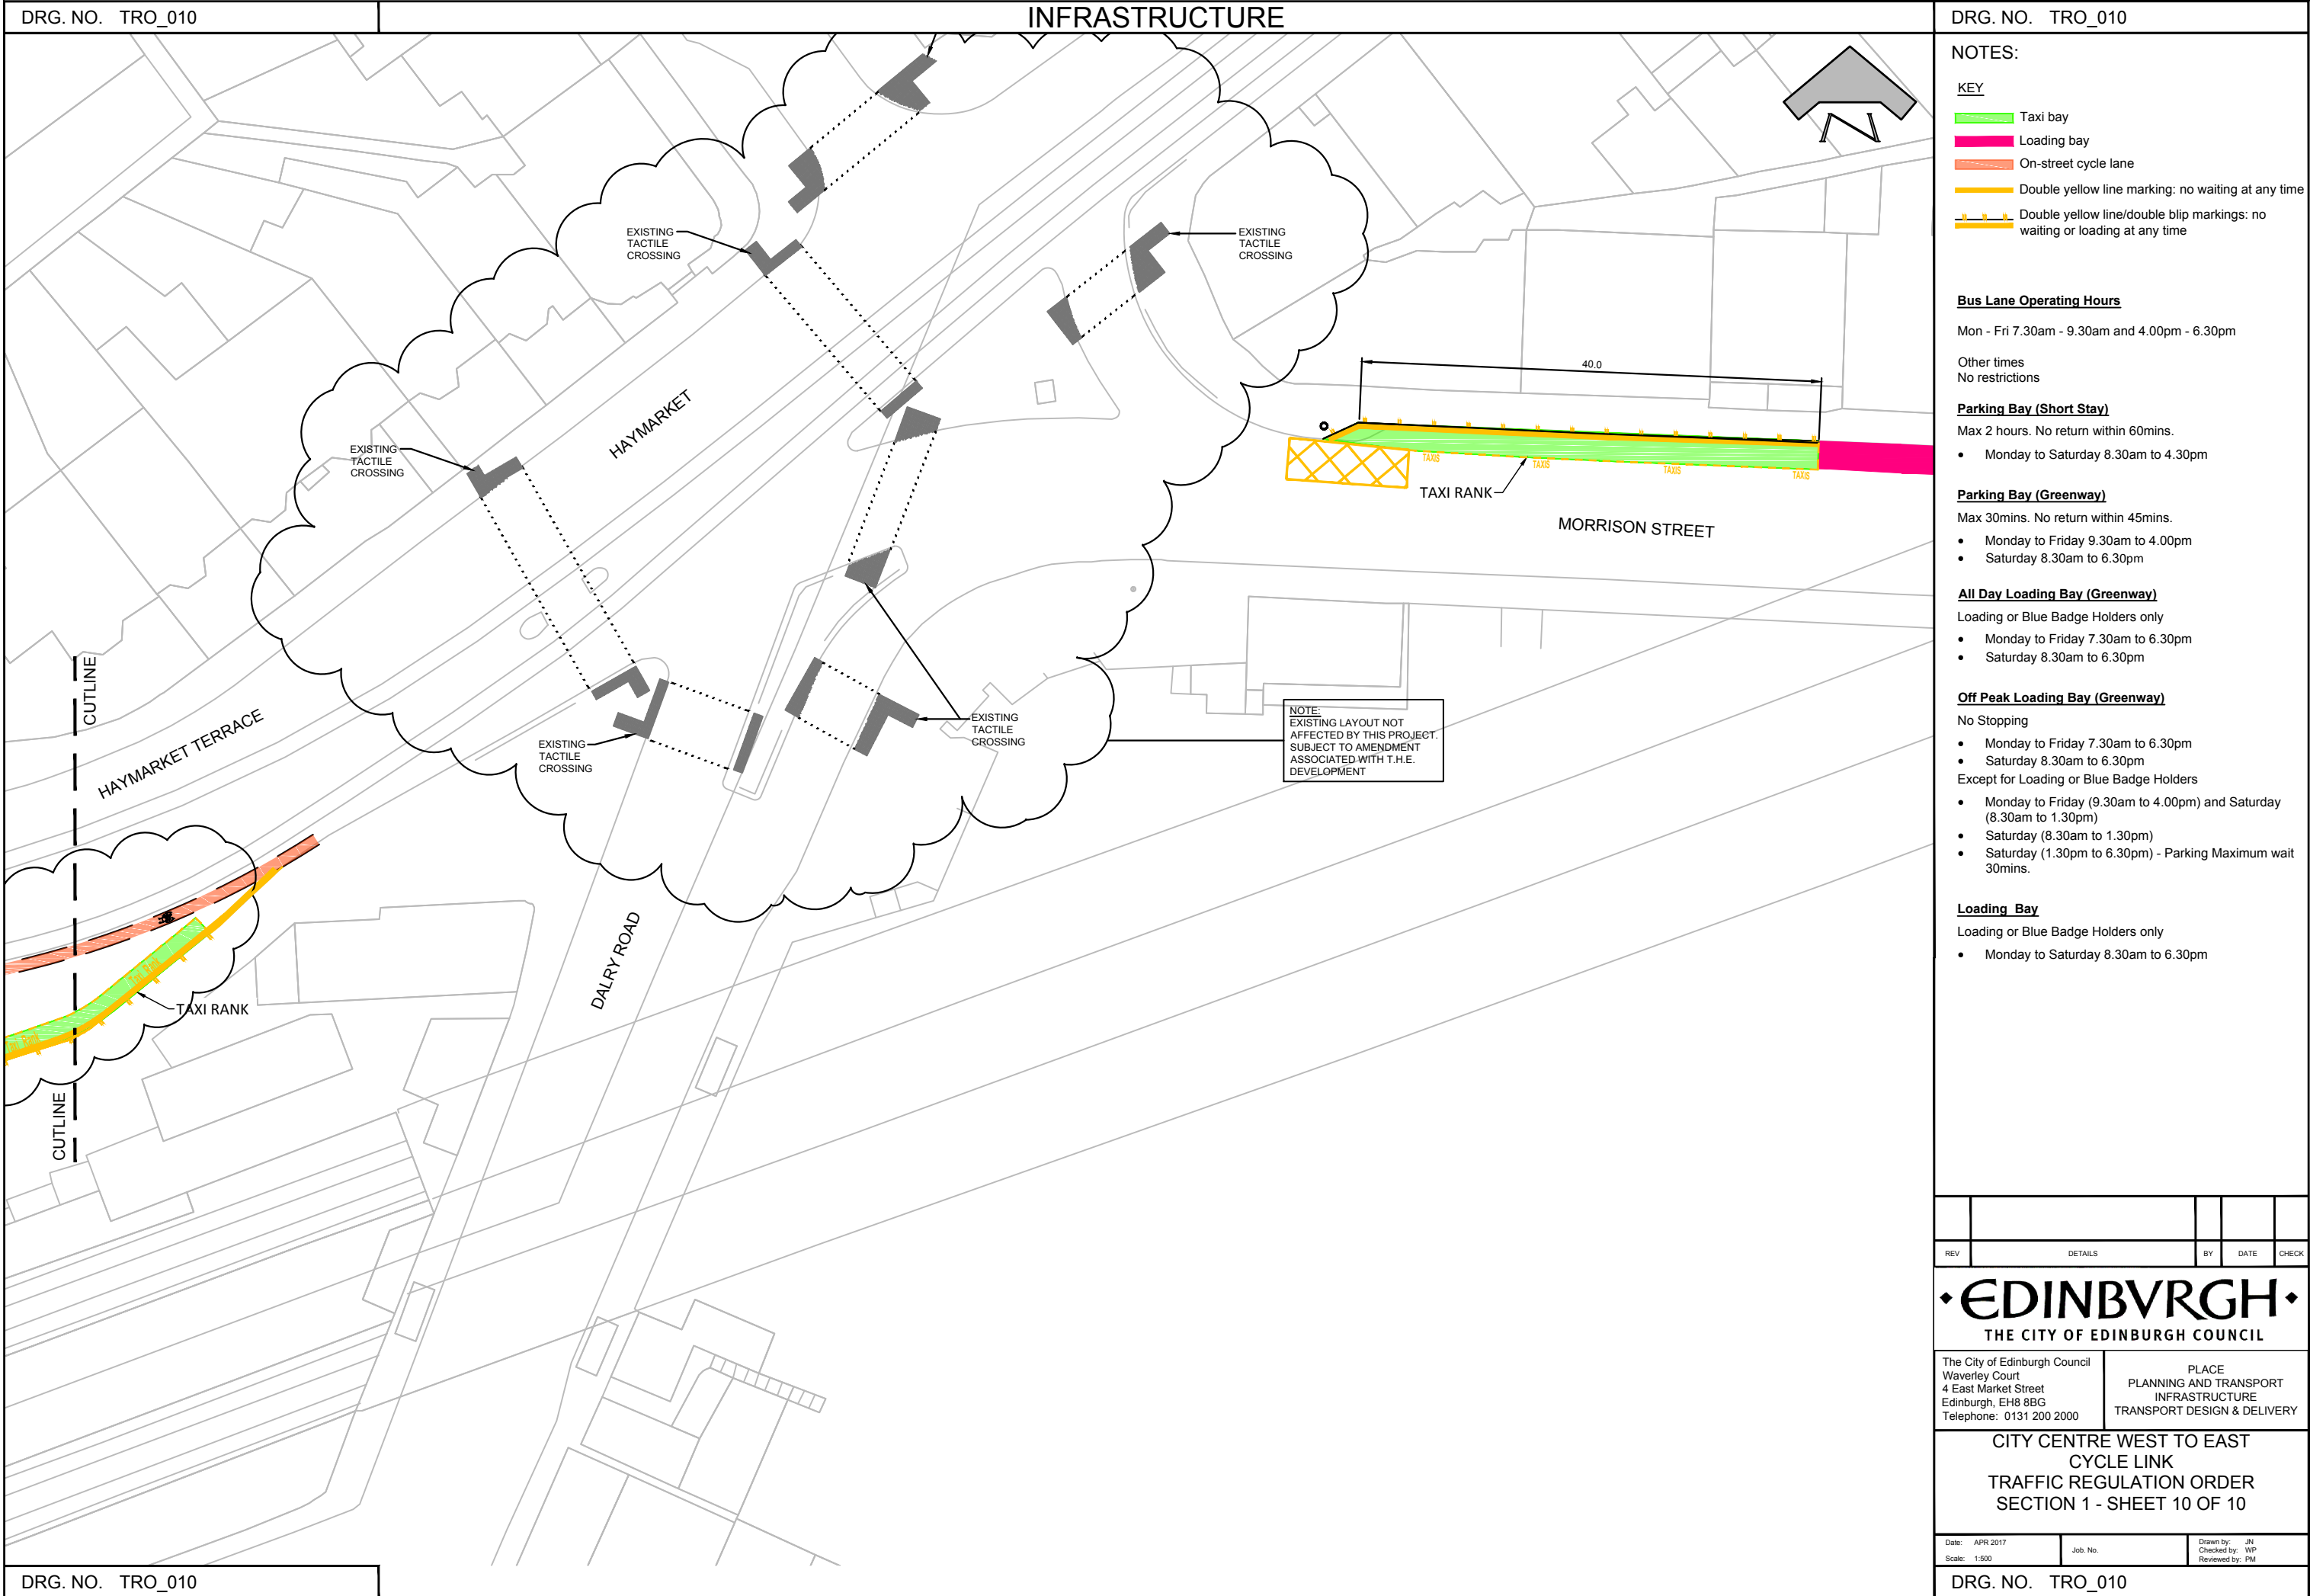 DRG. NO. TRO_010
INFRASTRUCTURE
DRG. NO. TRO_010
EXISTING
TACTILE
CROSSING
EXISTING
TACTILE
CROSSING
EXISTING
TACTILE
CROSSING
HAYMARKET
40.0
TAXIS
TAXIS
TAXIS
TAXIS
TAXI RANK
MORRISON STREET
CUTLINE
HAYMARKET TERRACE
EXISTING
TACTILE
CROSSING
EXISTING
TACTILE
CROSSING
NOTE:
EXISTING LAYOUT NOT
AFFECTED BY THIS PROJECT.
SUBJECT TO AMENDMENT
ASSOCIATED WITH T.H.E.
DEVELOPMENT
DALRY ROAD
TAXI RANK
CUTLINE
DRG. NO. TRO_010
NOTES:
KEY
Taxi bay
Loading bay
On-street cycle lane
Double yellow line marking: no waiting at any time
Double yellow line/double blip markings: no
waiting or loading at any time
Bus Lane Operating Hours
Mon - Fri 7.30am - 9.30am and 4.00pm - 6.30pm
Other times
No restrictions
Parking Bay (Short Stay)
Max 2 hours. No return within 60mins.
• Monday to Saturday 8.30am to 4.30pm
Parking Bay (Greenway)
Max 30mins. No return within 45mins.
• Monday to Friday 9.30am to 4.00pm
• Saturday 8.30am to 6.30pm
All Day Loading Bay (Greenway)
Loading or Blue Badge Holders only
• Monday to Friday 7.30am to 6.30pm
• Saturday 8.30am to 6.30pm
Off Peak Loading Bay (Greenway)
No Stopping
• Monday to Friday 7.30am to 6.30pm
• Saturday 8.30am to 6.30pm
Except for Loading or Blue Badge Holders
• Monday to Friday (9.30am to 4.00pm) and Saturday
(8.30am to 1.30pm)
• Saturday (8.30am to 1.30pm)
• Saturday (1.30pm to 6.30pm) - Parking Maximum wait
30mins.
Loading Bay
Loading or Blue Badge Holders only
• Monday to Saturday 8.30am to 6.30pm
REV DETAILS BY DATE CHECK
EDINBVRGH
THE CITY OF EDINBURGH COUNCIL
The City of Edinburgh Council
Waverley Court
4 East Market Street
Edinburgh, EH8 8BG
Telephone: 0131 200 2000
PLACE
PLANNING AND TRANSPORT
INFRASTRUCTURE
TRANSPORT DESIGN & DELIVERY
CITY CENTRE WEST TO EAST
CYCLE LINK
TRAFFIC REGULATION ORDER
SECTION 1 - SHEET 10 OF 10
Date: APR 2017
Scale: 1:500
Job. No.
Drawn by: JN
Checked by: WP
Reviewed by: PM
DRG. NO. TRO_010